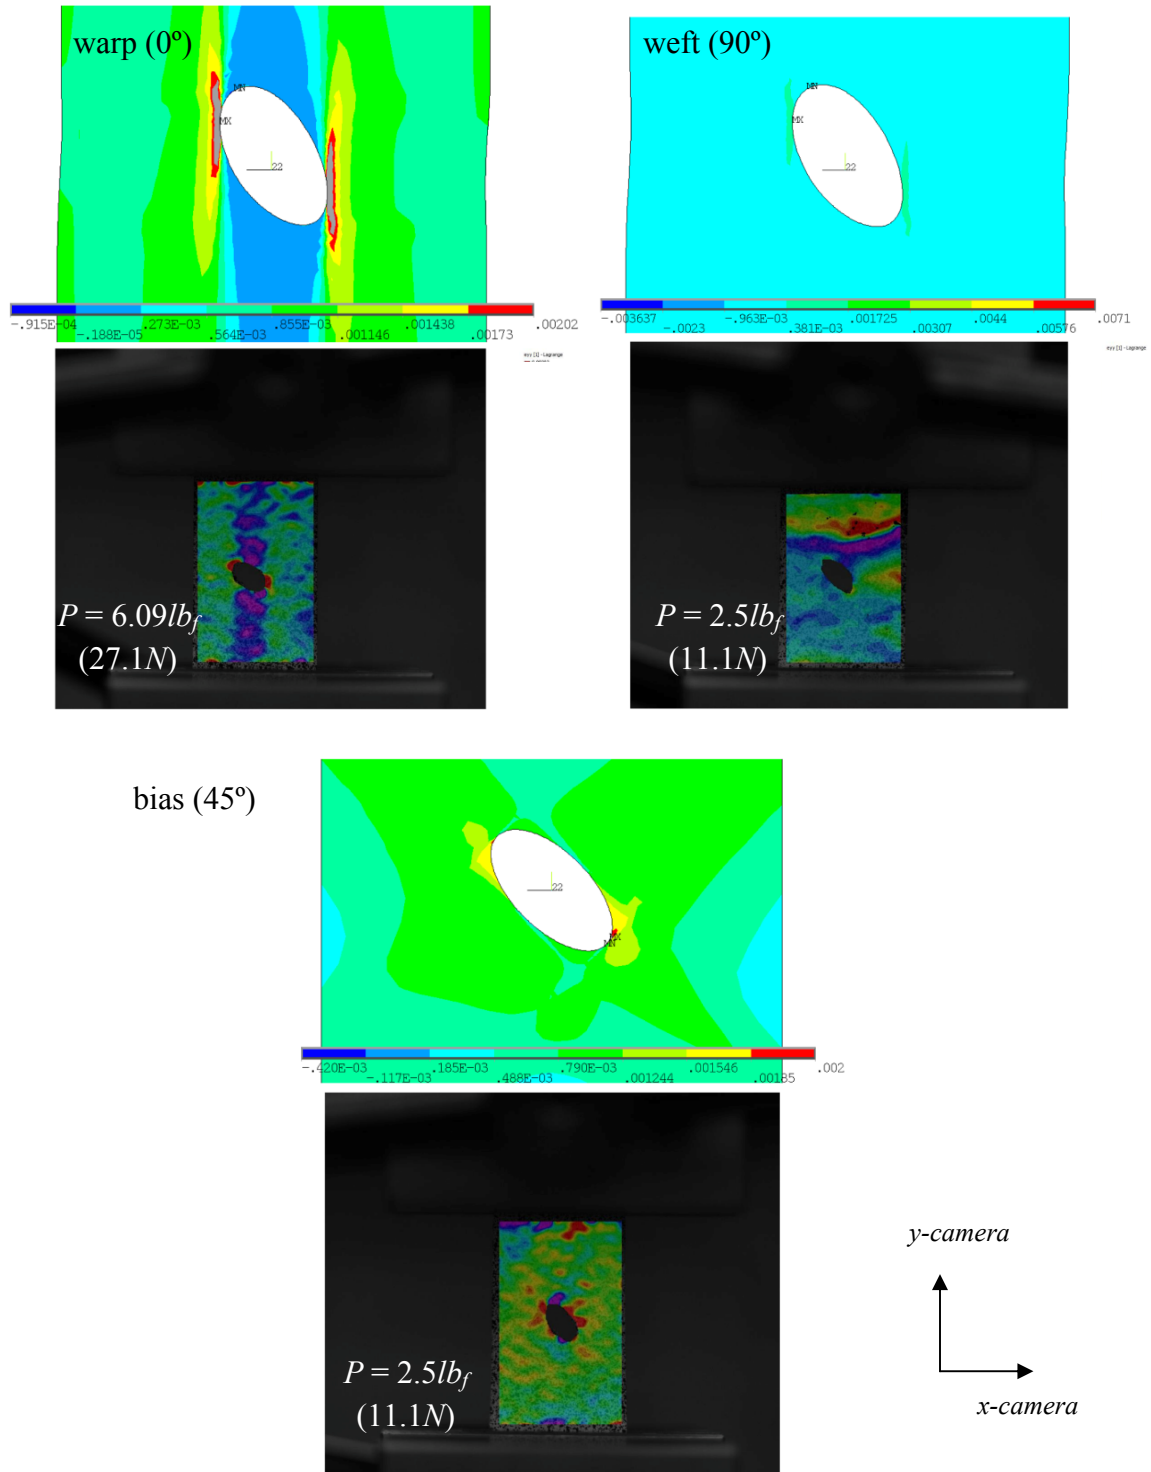 warp (0º)
weft (90º)
MN
MX
22
MN
MX
22
-.915E-04
-.188E-05
.273E-03
.564E-03
.855E-03
.001146
.001438
.00173
.00202
-.003637
-.0023
-.963E-03
.381E-03
.001725
.00307
.0044
.00576
.0071
P = 6.09lbf
(27.1N)
P = 2.5lbf
(11.1N)
bias (45º)
22
MX
MN
-.420E-03
-.117E-03
.185E-03
.488E-03
.790E-03
.001244
.001546
.00185
.002
P = 2.5lbf
(11.1N)
y-camera
x-camera